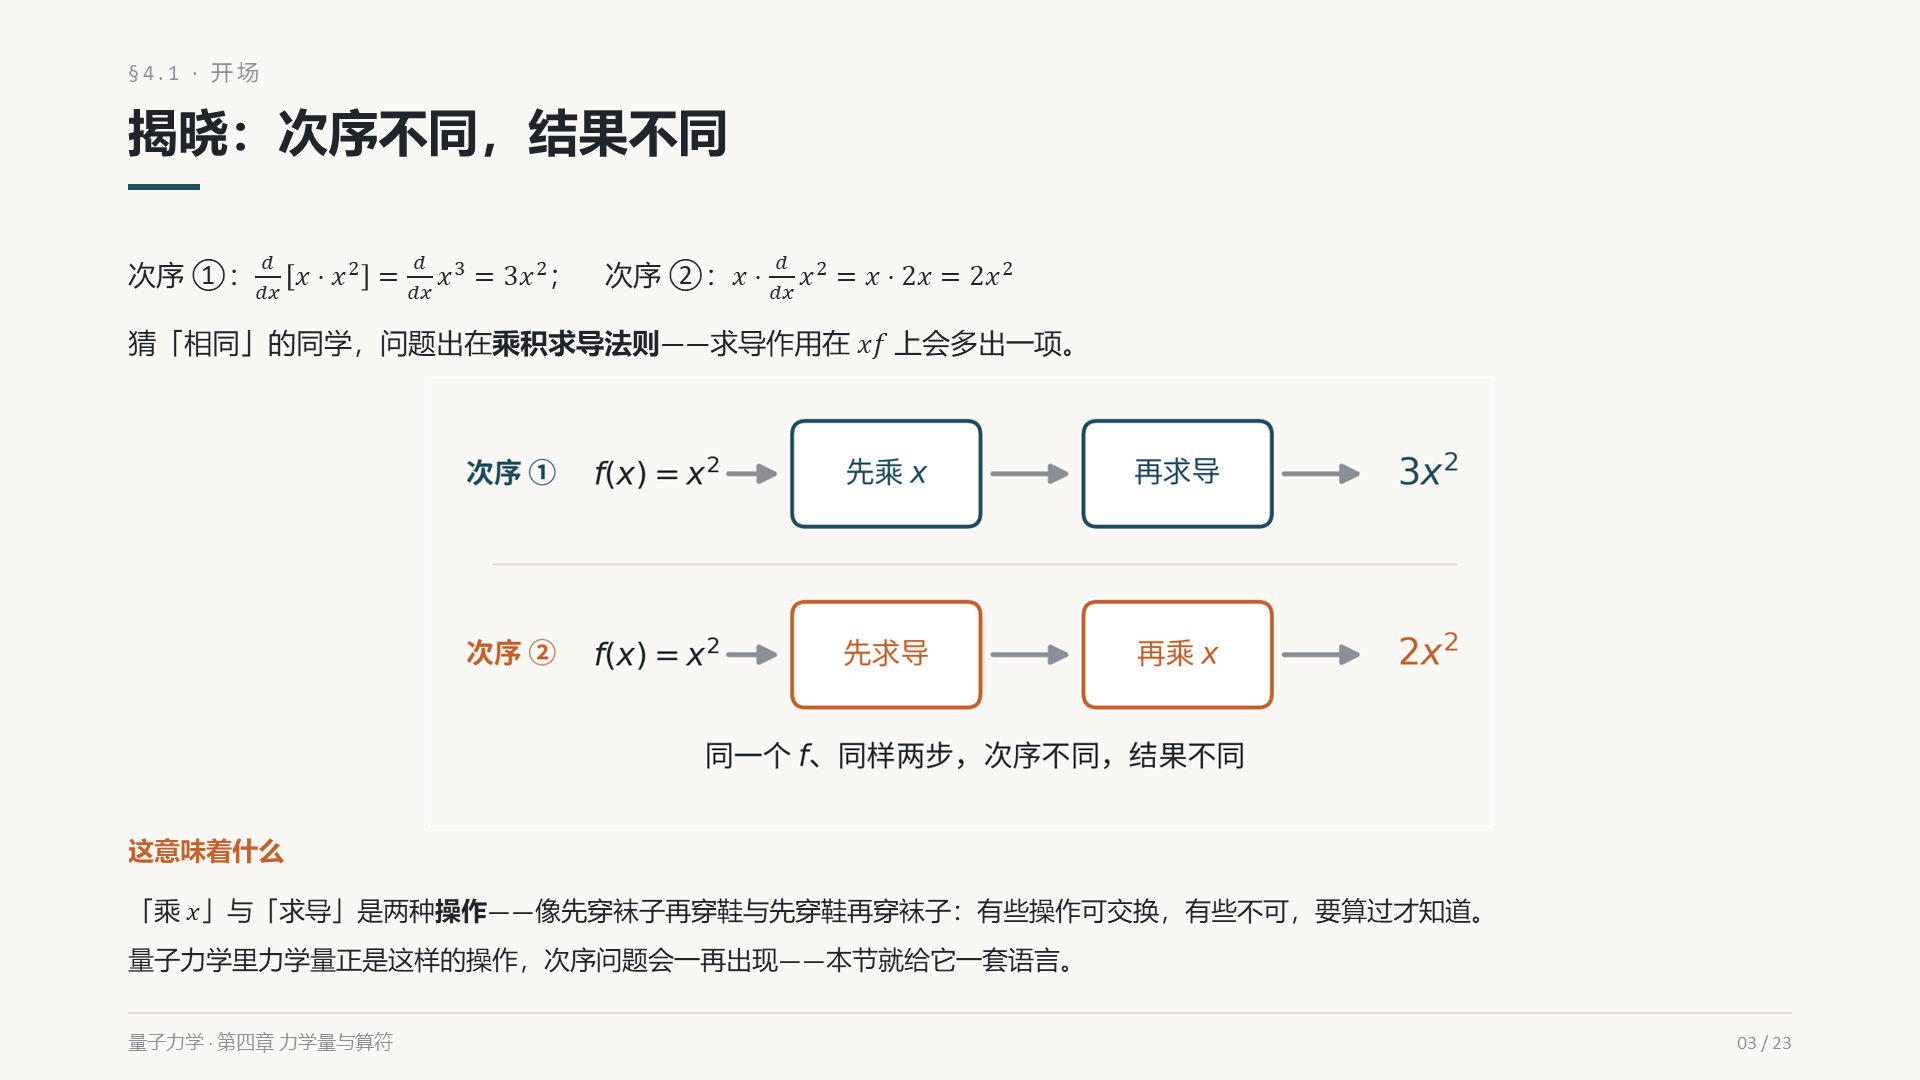 §4.1 · 开场
揭晓：次序不同，结果不同
次序 ①：d/dx[x · x²] = d/dx x³ = 3x²； 次序 ②：x · d/dx x² = x · 2x = 2x²
猜「相同」的同学，问题出在乘积求导法则——求导作用在 xf 上会多出一项。
次序 ① f(x) = x² 先乘 x 再求导 3x²
次序 ② f(x) = x² 先求导 再乘 x 2x²
同一个 f、同样两步，次序不同，结果不同
这意味着什么
「乘 x」与「求导」是两种操作——像先穿袜子再穿鞋与先穿鞋再穿袜子：有些操作可交换，有些不可，要算过才知道。
量子力学里力学量正是这样的操作，次序问题会一再出现——本节就给它一套语言。
量子力学 · 第四章 力学量与算符
03 / 23